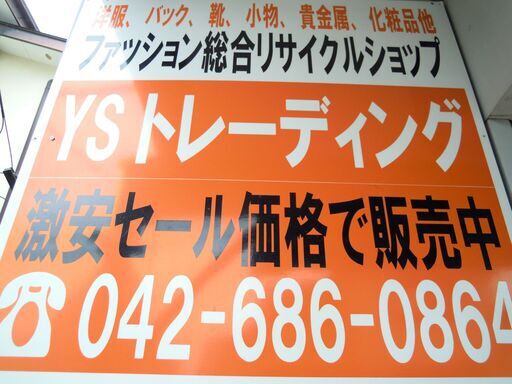 洋服、バック、靴、小物、貴金属、化粧品他
ファッション総合リサイクルショップ
YSトレーディング
激安セール価格で販売中
☎042-686-0864